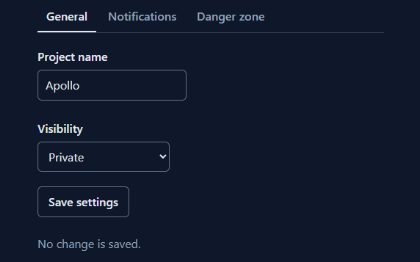 General Notifications Danger zone
Project name
Apollo
Visibility
Private
Save settings
No change is saved.